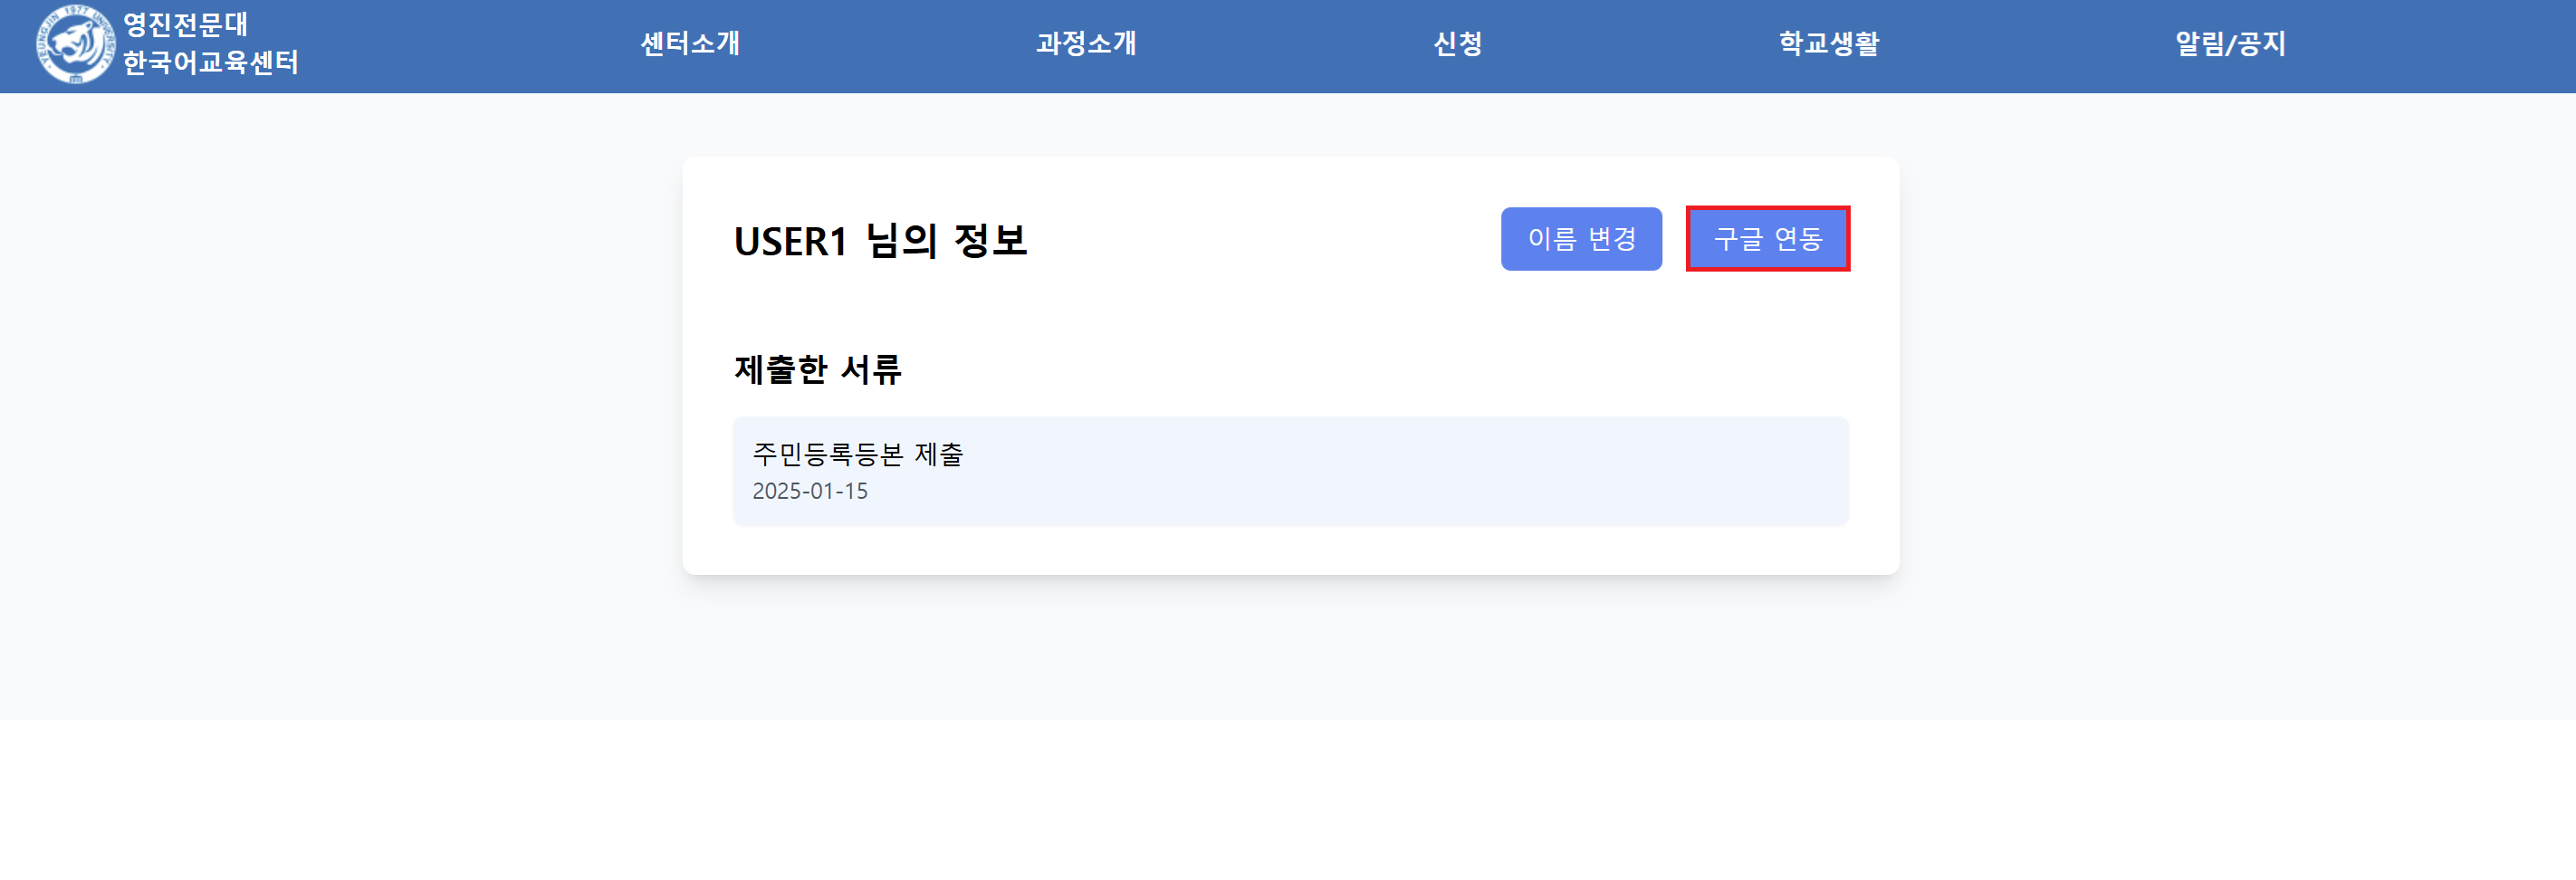 YEUNGJIN 1977 UNIVERSITY
영진전문대
한국어교육센터
센터소개
과정소개
신청
학교생활
알림/공지
USER1 님의 정보
이름 변경
구글 연동
제출한 서류
주민등록등본 제출
2025-01-15